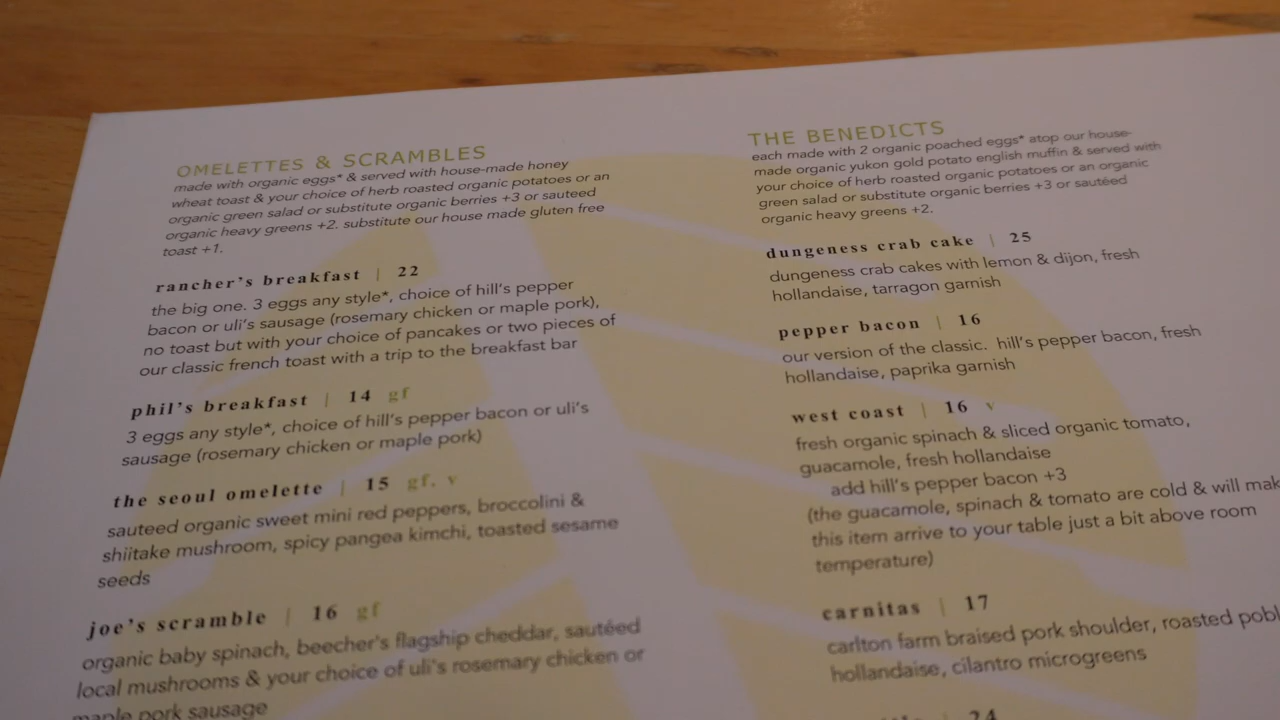 OMELETTES & SCRAMBLES
made with organic eggs* & served with house-made honey
wheat toast & your choice of herb roasted organic potatoes or an
organic green salad or substitute organic berries +3 or sauteed
organic heavy greens +2. substitute our house made gluten free
toast +1.
rancher's breakfast | 22
the big one. 3 eggs any style*, choice of hill's pepper
bacon or uli's sausage (rosemary chicken or maple pork),
no toast but with your choice of pancakes or two pieces of
our classic french toast with a trip to the breakfast bar
phil's breakfast | 14 gf
3 eggs any style*, choice of hill's pepper bacon or uli's
sausage (rosemary chicken or maple pork)
the seoul omelette | 15 gf, v
sauteed organic sweet mini red peppers, broccolini &
shiitake mushroom, spicy pangea kimchi, toasted sesame
seeds
joe's scramble | 16 gf
organic baby spinach, beecher's flagship cheddar, sautéed
local mushrooms & your choice of uli's rosemary chicken or
maple pork sausage
THE BENEDICTS
each made with 2 organic poached eggs* atop our house-
made organic yukon gold potato english muffin & served with
your choice of herb roasted organic potatoes or an organic
green salad or substitute organic berries +3 or sautéed
organic heavy greens +2.
dungeness crab cake | 25
dungeness crab cakes with lemon & dijon, fresh
hollandaise, tarragon garnish
pepper bacon | 16
our version of the classic. hill's pepper bacon, fresh
hollandaise, paprika garnish
west coast | 16 v
fresh organic spinach & sliced organic tomato,
guacamole, fresh hollandaise
add hill's pepper bacon +3
(the guacamole, spinach & tomato are cold & will mak
this item arrive to your table just a bit above room
temperature)
carnitas | 17
carlton farm braised pork shoulder, roasted pobl
hollandaise, cilantro microgreens
24